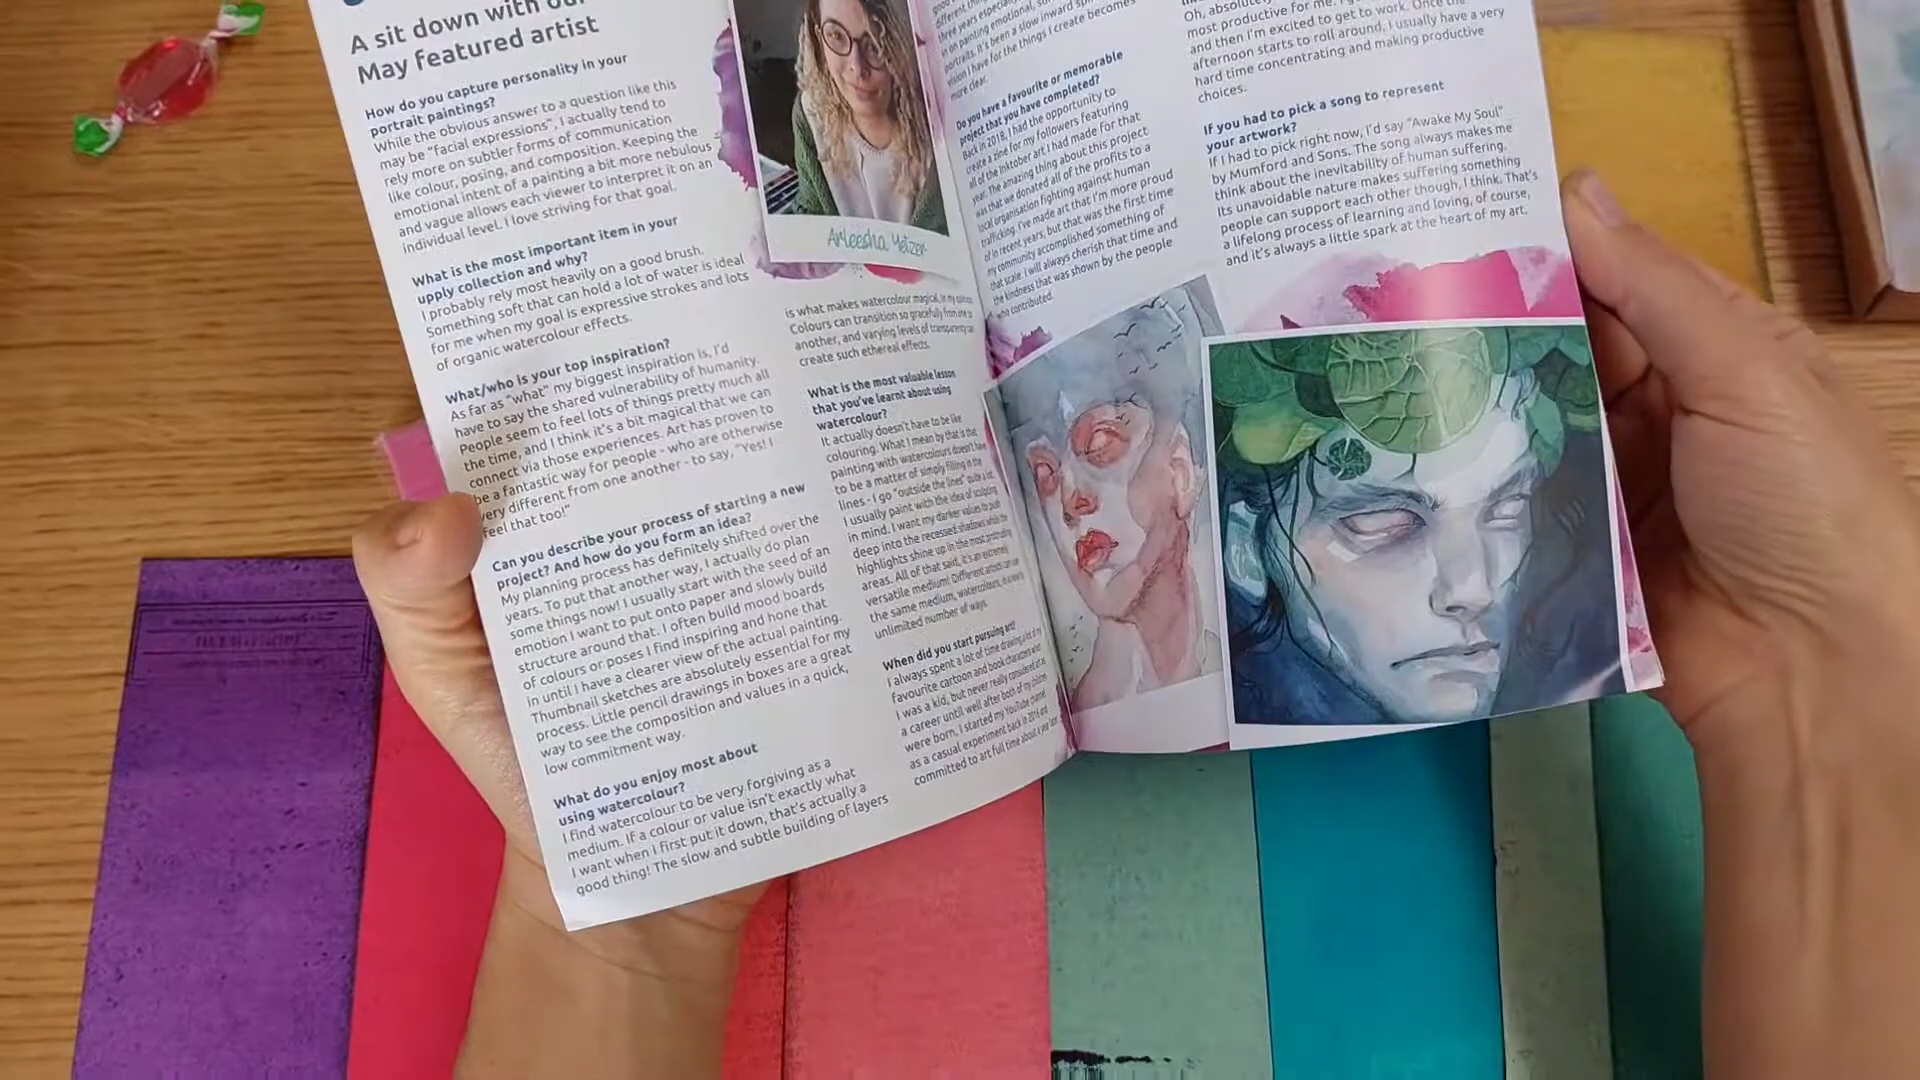 A sit down with our
May featured artist
How do you capture personality in your
portrait paintings?
While the obvious answer to a question like this
may be "facial expressions", I actually tend to
rely more on subtler forms of communication
like colour, posing, and composition. Keeping the
emotional intent of a painting a bit more nebulous
and vague allows each viewer to interpret it on an
individual level. I love striving for that goal.
What is the most important item in your
upply collection and why?
I probably rely most heavily on a good brush.
Something soft that can hold a lot of water is ideal
for me when my goal is expressive strokes and lots
of organic watercolour effects.
What/who is your top inspiration?
As far as "what" my biggest inspiration is, I'd
have to say the shared vulnerability of humanity.
People seem to feel lots of things pretty much all
the time, and I think it's a bit magical that we can
connect via those experiences. Art has proven to
be a fantastic way for people - who are otherwise
very different from one another - to say, "Yes! I
feel that too!"
Can you describe your process of starting a new
project? And how do you form an idea?
My planning process has definitely shifted over the
years. To put that another way, I actually do plan
some things now! I usually start with the seed of an
emotion I want to put onto paper and slowly build
structure around that. I often build mood boards
of colours or poses I find inspiring and hone that
in until I have a clearer view of the actual painting.
Thumbnail sketches are absolutely essential for my
process. Little pencil drawings in boxes are a great
way to see the composition and values in a quick,
low commitment way.
What do you enjoy most about
using watercolour?
I find watercolour to be very forgiving as a
medium. If a colour or value isn't exactly what
I want when I first put it down, that's actually a
good thing! The slow and subtle building of layers
Arleesha Yetzer
is what makes watercolour magical, in my opinion.
Colours can transition so gracefully from one to
another, and varying levels of transparency can
create such ethereal effects.
What is the most valuable lesson
that you've learnt about using
watercolour?
It actually doesn't have to be like
colouring. What I mean by that is that
painting with watercolours doesn't have
to be a matter of simply filling in the
lines - I go "outside the lines" quite a lot.
I usually paint with the idea of sculpting
in mind. I want my darker values to push
deep into the recessed shadows while the
highlights shine up in the most protruding
areas. All of that said, it's an extremely
versatile medium! Different artists can use
the same medium, watercolours, in a nearly
unlimited number of ways.
When did you start pursuing art?
I always spent a lot of time drawing a lot of my
favourite cartoon and book characters when
I was a kid, but never really considered art as
a career until well after both of my children
were born. I started my YouTube channel
as a casual experiment back in 2016 and
committed to art full time about a year
different thing
three years especially
in on painting emotional,
portraits. It's been a slow inward
vision I have for the things I create becomes
more clear.
Do you have a favourite or memorable
project that you have completed?
Back in 2018, I had the opportunity to
create a zine for my followers featuring
all of the Inktober art I had made for that
year. The amazing thing about this project
was that we donated all of the profits to a
local organisation fighting against human
trafficking. I've made art that I'm more proud
of in recent years, but that was the first time
my community accomplished something of
that scale. I will always cherish that time and
the kindness that was shown by the people
who contributed.
Oh, absolutely
most productive for me. I
and then I'm excited to get to work. Once the
afternoon starts to roll around, I usually have a very
hard time concentrating and making productive
choices.
If you had to pick a song to represent
your artwork?
If I had to pick right now, I'd say "Awake My Soul"
by Mumford and Sons. The song always makes me
think about the inevitability of human suffering.
Its unavoidable nature makes suffering something
people can support each other though, I think. That's
a lifelong process of learning and loving, of course,
and it's always a little spark at the heart of my art.